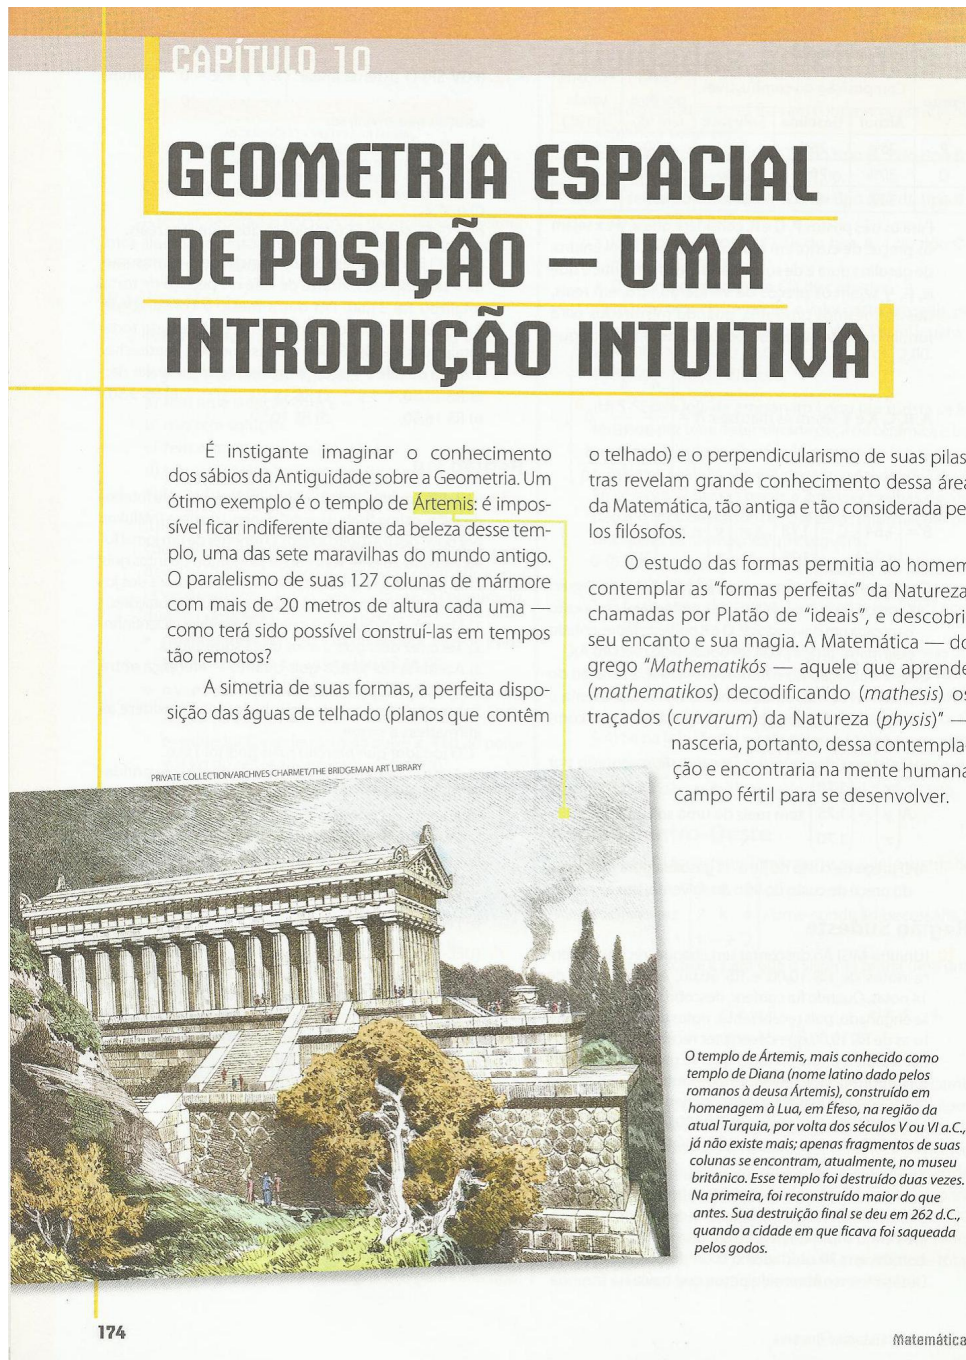 CAPÍTULO 10
GEOMETRIA ESPACIAL
DE POSIÇÃO — UMA
INTRODUÇÃO INTUITIVA
É instigante imaginar o conhecimento
dos sábios da Antiguidade sobre a Geometria. Um
ótimo exemplo é o templo de Ártemis: é impos-
sível ficar indiferente diante da beleza desse tem-
plo, uma das sete maravilhas do mundo antigo.
O paralelismo de suas 127 colunas de mármore
com mais de 20 metros de altura cada uma —
como terá sido possível construí-las em tempos
tão remotos?
A simetria de suas formas, a perfeita dispo-
sição das águas de telhado (planos que contêm
o telhado) e o perpendicularismo de suas pilas
tras revelam grande conhecimento dessa área
da Matemática, tão antiga e tão considerada pe
los filósofos.
O estudo das formas permitia ao homem
contemplar as “formas perfeitas” da Natureza
chamadas por Platão de “ideais”, e descobri
seu encanto e sua magia. A Matemática — do
grego “Mathematikós — aquele que aprende
(mathematikos) decodificando (mathesis) os
traçados (curvarum) da Natureza (physis)” —
nasceria, portanto, dessa contempla
ção e encontraria na mente humana
campo fértil para se desenvolver.
PRIVATE COLLECTION/ARCHIVES CHARMET/THE BRIDGEMAN ART LIBRARY
O templo de Ártemis, mais conhecido como
templo de Diana (nome latino dado pelos
romanos à deusa Ártemis), construído em
homenagem à Lua, em Éfeso, na região da
atual Turquia, por volta dos séculos V ou VI a.C.,
já não existe mais; apenas fragmentos de suas
colunas se encontram, atualmente, no museu
britânico. Esse templo foi destruído duas vezes.
Na primeira, foi reconstruído maior do que
antes. Sua destruição final se deu em 262 d.C.,
quando a cidade em que ficava foi saqueada
pelos godos.
174
Matemática